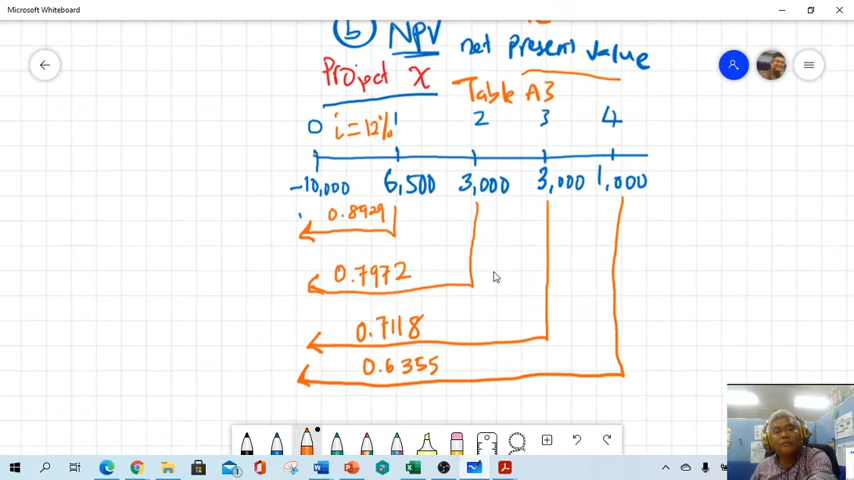 Microsoft Whiteboard
b NPV net present value
Project X
Table A3
0 i = 12% 1 2 3 4
-10,000 6,500 3,000 3,000 1,000
0.8929
0.7972
0.7118
0.6355